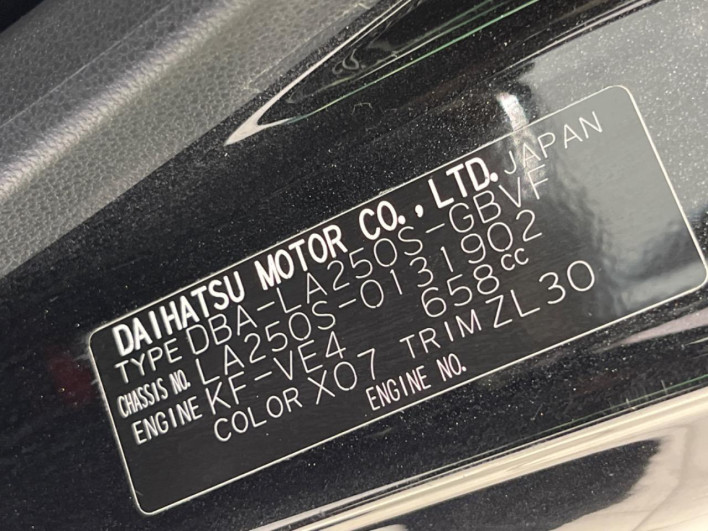 DAIHATSU MOTOR CO., LTD. JAPAN
TYPE DBA-LA250S-GBVF
CHASSIS NO. LA250S-0131902
ENGINE KF-VE4 658cc
COLOR X07 TRIM ZL30
ENGINE NO.